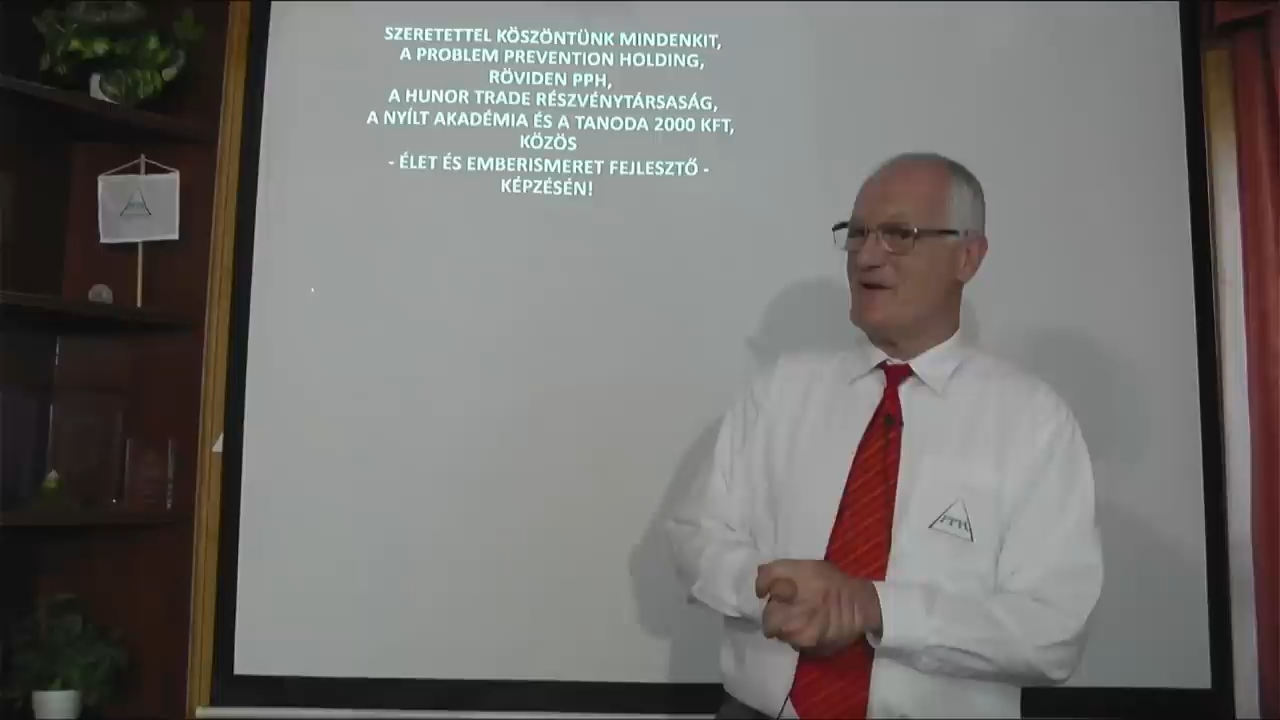 SZERETETTEL KÖSZÖNTÜNK MINDENKIT,
A PROBLEM PREVENTION HOLDING,
RÖVIDEN PPH,
A HUNOR TRADE RÉSZVÉNYTÁRSASÁG,
A NYÍLT AKADÉMIA ÉS A TANODA 2000 KFT,
KÖZÖS
- ÉLET ÉS EMBERISMERET FEJLESZTŐ -
KÉPZÉSÉN!
PPH